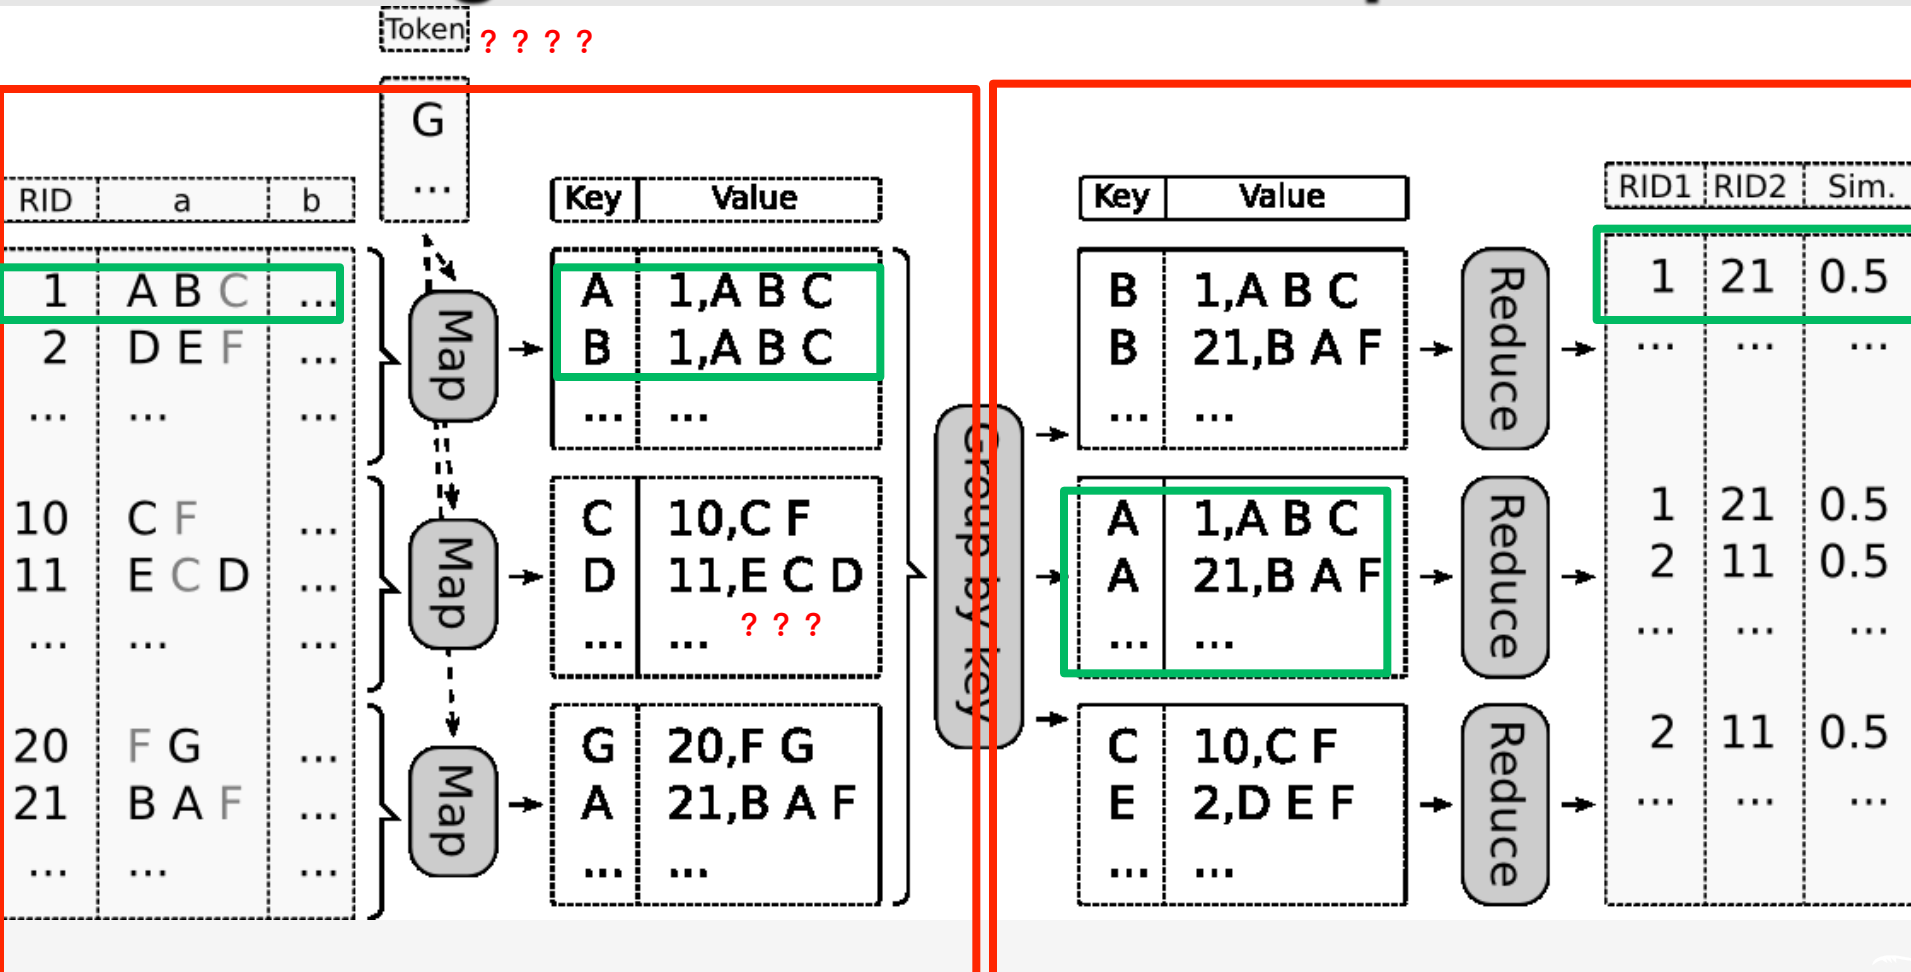 Token ? ? ? ?
G
...
RID a b
1 A B C ...
2 D E F ...
... ... ...
10 C F ...
11 E C D ...
... ... ...
20 F G ...
21 B A F ...
... ... ...
Map
Map
Map
Key Value
A 1,A B C
B 1,A B C
... ...
C 10,C F
D 11,E C D
? ? ?
... ...
G 20,F G
A 21,B A F
... ...
Group by key
Key Value
B 1,A B C
B 21,B A F
... ...
A 1,A B C
A 21,B A F
... ...
C 10,C F
E 2,D E F
... ...
Reduce
Reduce
Reduce
RID1 RID2 Sim.
1 21 0.5
... ... ...
1 21 0.5
2 11 0.5
... ... ...
2 11 0.5
... ... ...